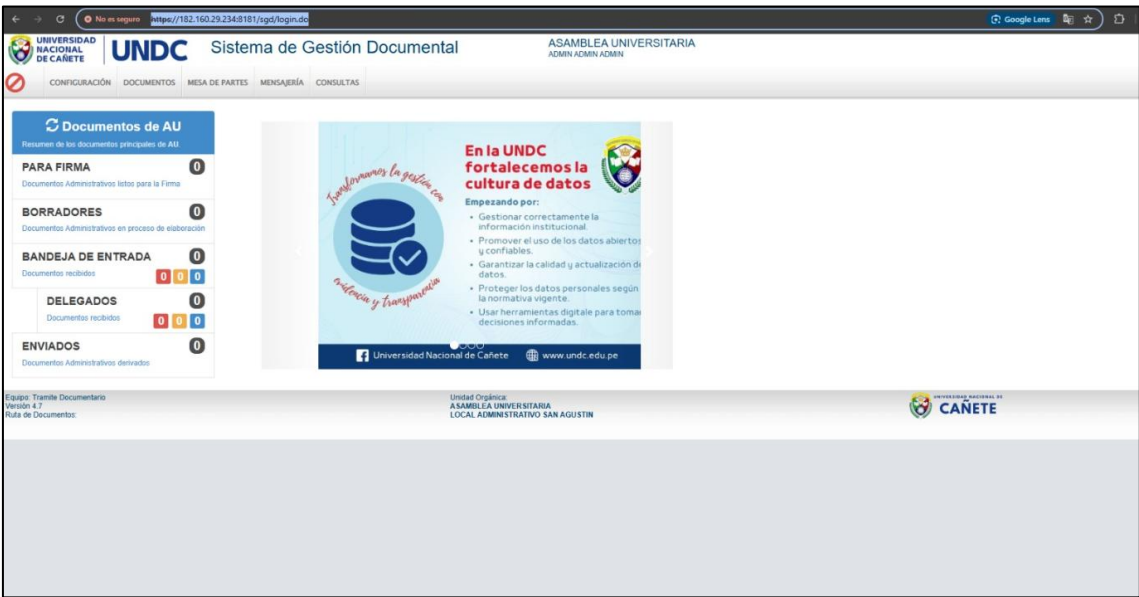 No es seguro https://182.160.29.234:8181/sgd/login.do
Google Lens
UNIVERSIDAD
NACIONAL
DE CAÑETE
UNDC
Sistema de Gestión Documental
ASAMBLEA UNIVERSITARIA
ADMIN ADMIN ADMIN
CONFIGURACIÓN DOCUMENTOS MESA DE PARTES MENSAJERÍA CONSULTAS
Documentos de AU
Resumen de los documentos principales de AU.
PARA FIRMA 0
Documentos Administrativos listos para la Firma
BORRADORES 0
Documentos Administrativos en proceso de elaboración
BANDEJA DE ENTRADA 0
Documentos recibidos 0 0 0
DELEGADOS 0
Documentos recibidos 0 0 0
ENVIADOS 0
Documentos Administrativos derivados
Transformamos la gestión con
evidencia y transparencia
En la UNDC
fortalecemos la
cultura de datos
Empezando por:
• Gestionar correctamente la
información institucional.
• Promover el uso de los datos abiertos
y confiables.
• Garantizar la calidad y actualización de
datos.
• Proteger los datos personales según
la normativa vigente.
• Usar herramientas digitale para tomar
decisiones informadas.
Universidad Nacional de Cañete www.undc.edu.pe
Equipo: Tramite Documentario
Versión 4.7
Ruta de Documentos:
Unidad Orgánica:
ASAMBLEA UNIVERSITARIA
LOCAL ADMINISTRATIVO SAN AGUSTIN
UNIVERSIDAD NACIONAL DE
CAÑETE